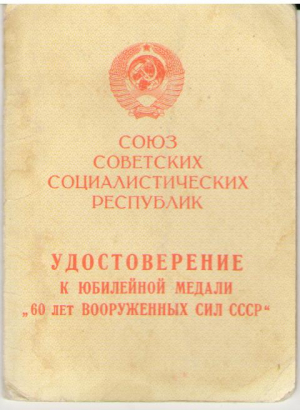 СОЮЗ
СОВЕТСКИХ
СОЦИАЛИСТИЧЕСКИХ
РЕСПУБЛИК
УДОСТОВЕРЕНИЕ
К ЮБИЛЕЙНОЙ МЕДАЛИ
„60 ЛЕТ ВООРУЖЕННЫХ СИЛ СССР“